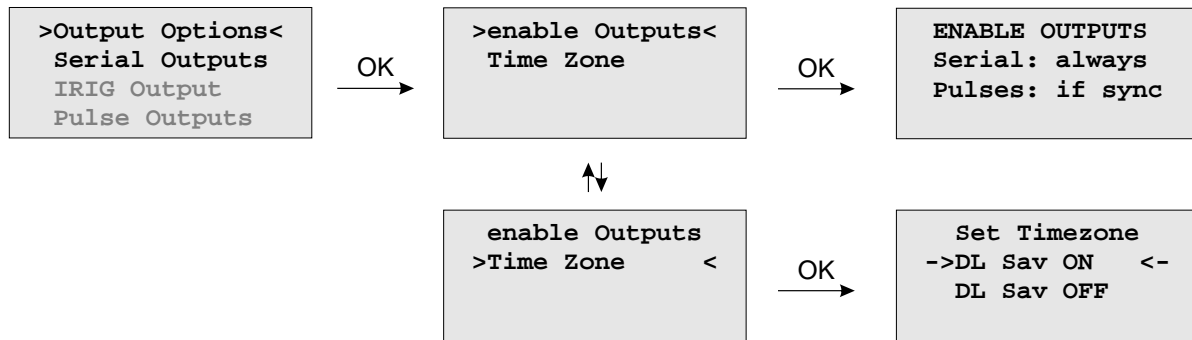 >Output Options<
Serial Outputs
IRIG Output
Pulse Outputs
OK
>enable Outputs<
Time Zone
OK
ENABLE OUTPUTS
Serial: always
Pulses: if sync
enable Outputs
>Time Zone <
OK
Set Timezone
->DL Sav ON <-
DL Sav OFF